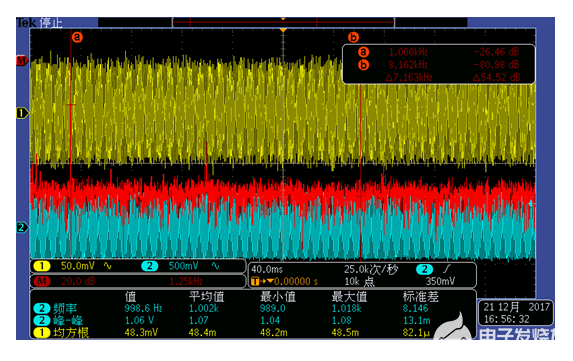 Tek 停止
a
b
a 1.000kHz -26.46 dB
b 8.162kHz -80.98 dB
△7.163kHz △54.52 dB
M
1
2
1 50.0mV 2 500mV
M 20.0 dB 1.25kHz
40.0ms 25.0k次/秒 2
T→▼0.00000 s 10k 点 350mV
值 平均值 最小值 最大值 标准差
2 频率 998.6 Hz 1.002k 989.0 1.018k 8.146
2 峰-峰 1.06 V 1.07 1.04 1.08 13.1m
1 均方根 48.3mV 48.4m 48.2m 48.5m 82.1µ
21 12月 2017
16:56:32
电子发烧